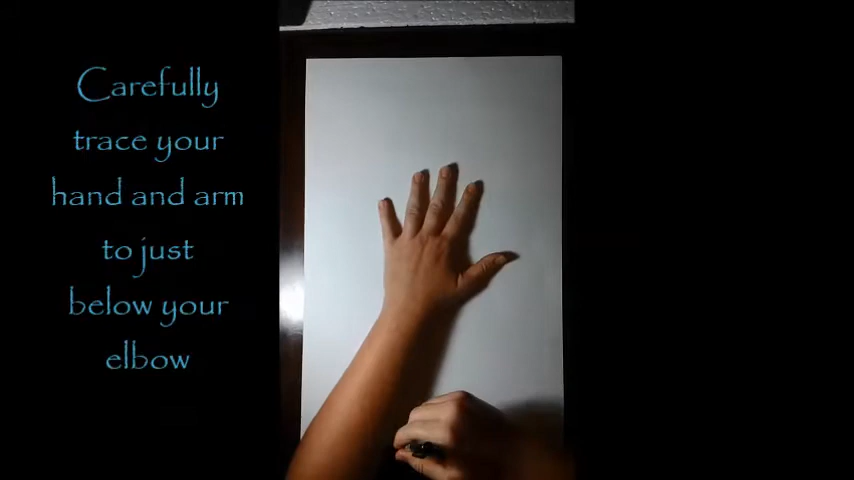 Carefully
trace your
hand and arm
to just
below your
elbow